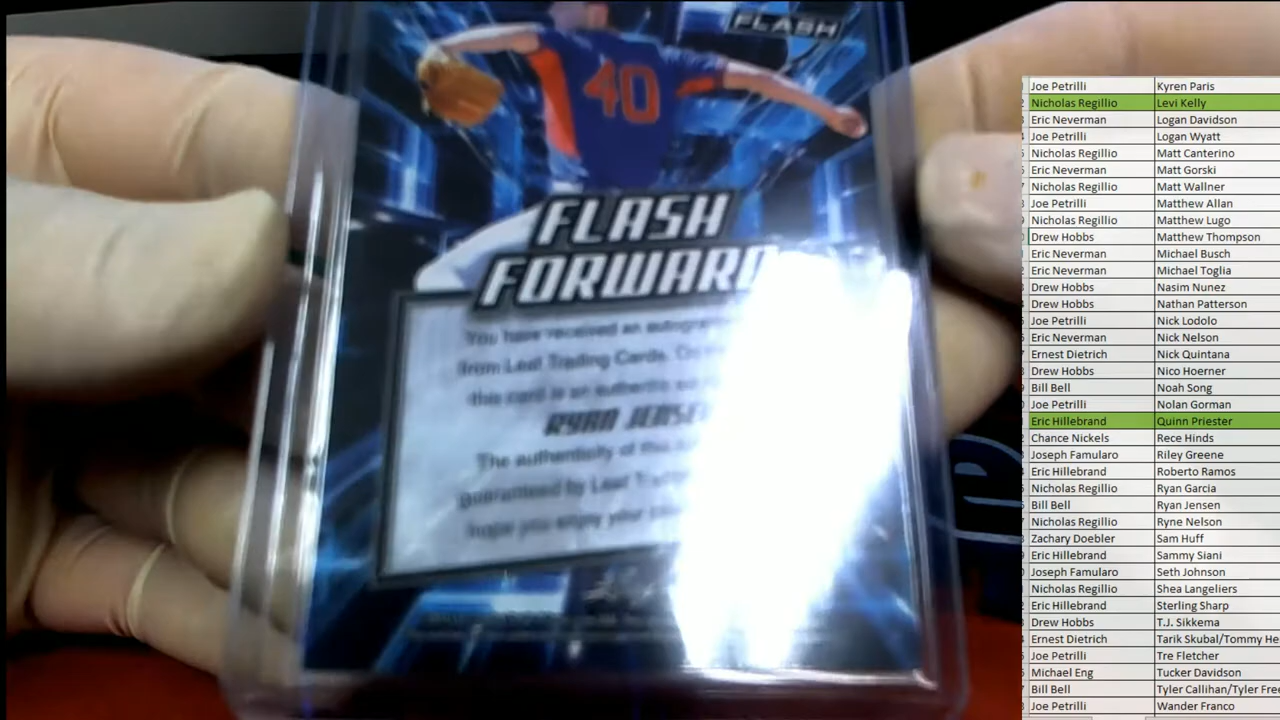 FLASH
40
FLASH
FORWARD
You have received an
from Leaf Trading Cards.
this card is an authentic
RYAN JENSE
The authenticity of this
guaranteed by Leaf
hope you enjoy your
Joe Petrilli Kyren Paris
Nicholas Regillio Levi Kelly
Eric Neverman Logan Davidson
Joe Petrilli Logan Wyatt
Nicholas Regillio Matt Canterino
Eric Neverman Matt Gorski
Nicholas Regillio Matt Wallner
Joe Petrilli Matthew Allan
Nicholas Regillio Matthew Lugo
Drew Hobbs Matthew Thompson
Eric Neverman Michael Busch
Eric Neverman Michael Toglia
Drew Hobbs Nasim Nunez
Drew Hobbs Nathan Patterson
Joe Petrilli Nick Lodolo
Eric Neverman Nick Nelson
Ernest Dietrich Nick Quintana
Drew Hobbs Nico Hoerner
Bill Bell Noah Song
Joe Petrilli Nolan Gorman
Eric Hillebrand Quinn Priester
Chance Nickels Rece Hinds
Joseph Famularo Riley Greene
Eric Hillebrand Roberto Ramos
Nicholas Regillio Ryan Garcia
Bill Bell Ryan Jensen
Nicholas Regillio Ryne Nelson
Zachary Doebler Sam Huff
Eric Hillebrand Sammy Siani
Joseph Famularo Seth Johnson
Nicholas Regillio Shea Langeliers
Eric Hillebrand Sterling Sharp
Drew Hobbs T.J. Sikkema
Ernest Dietrich Tarik Skubal/Tommy He
Joe Petrilli Tre Fletcher
Michael Eng Tucker Davidson
Bill Bell Tyler Callihan/Tyler Free
Joe Petrilli Wander Franco